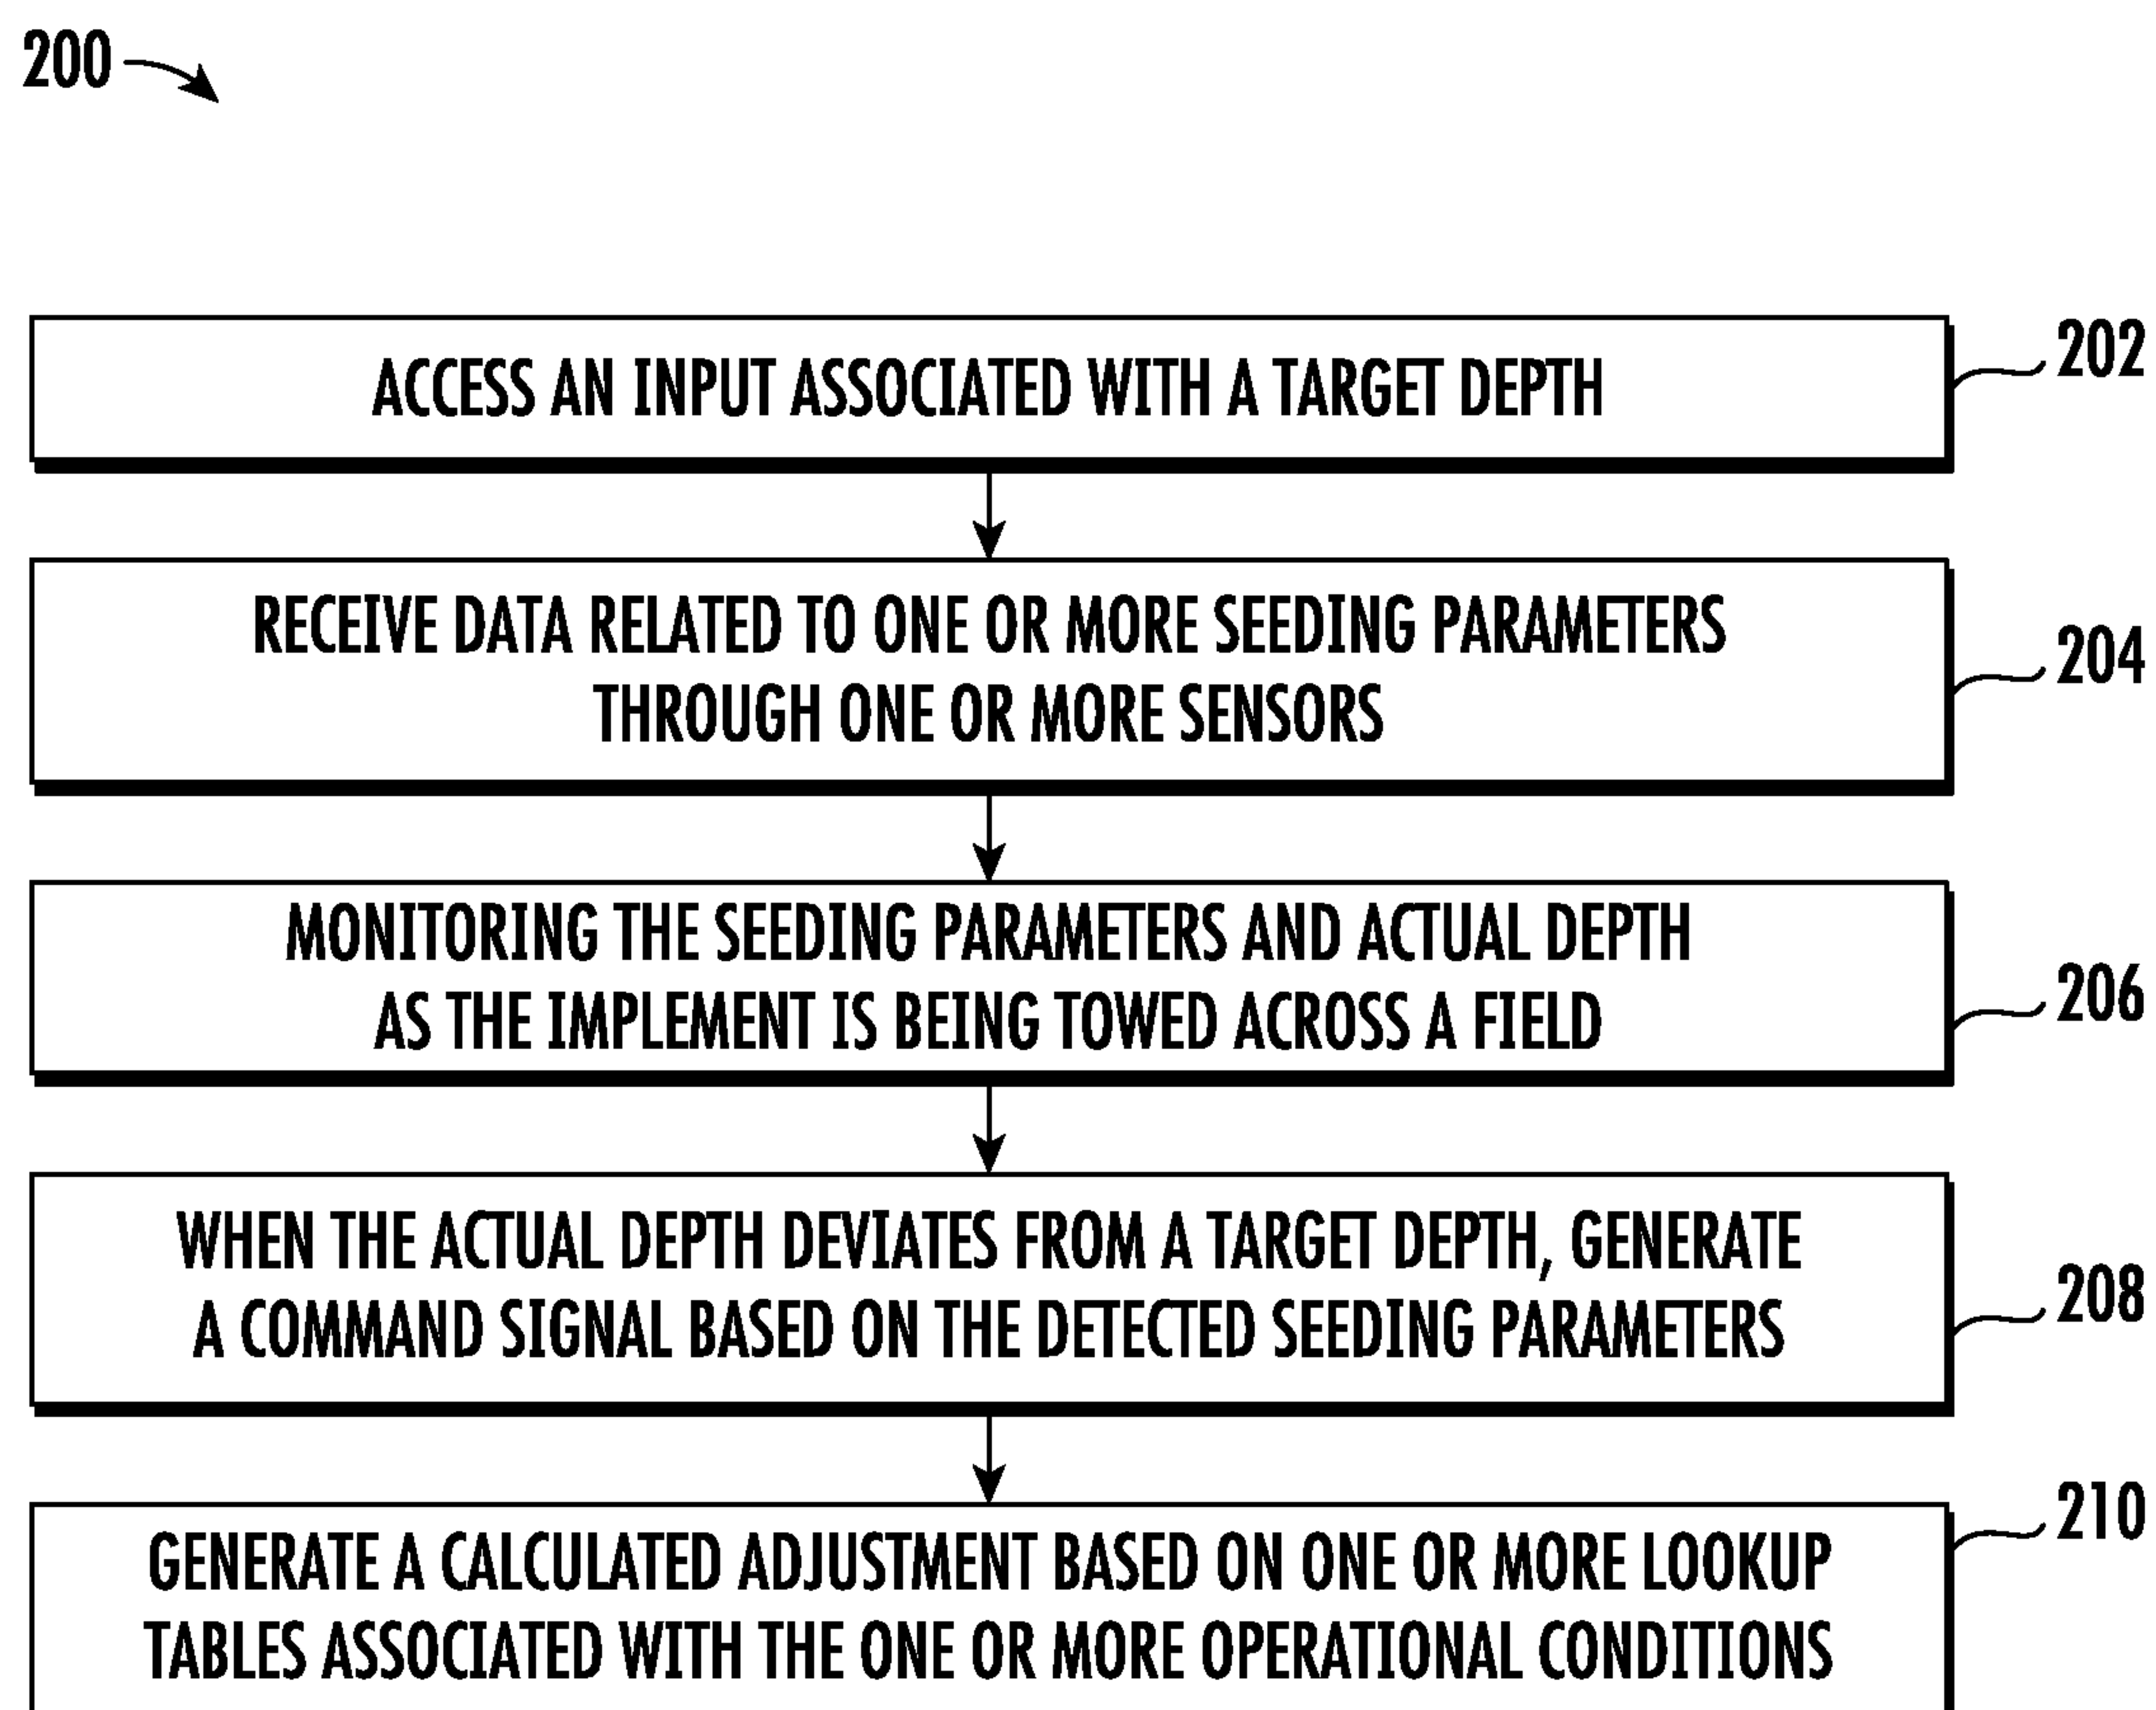 200
ACCESS AN INPUT ASSOCIATED WITH A TARGET DEPTH
202
RECEIVE DATA RELATED TO ONE OR MORE SEEDING PARAMETERS
THROUGH ONE OR MORE SENSORS
204
MONITORING THE SEEDING PARAMETERS AND ACTUAL DEPTH
AS THE IMPLEMENT IS BEING TOWED ACROSS A FIELD
206
WHEN THE ACTUAL DEPTH DEVIATES FROM A TARGET DEPTH, GENERATE
A COMMAND SIGNAL BASED ON THE DETECTED SEEDING PARAMETERS
208
GENERATE A CALCULATED ADJUSTMENT BASED ON ONE OR MORE LOOKUP
TABLES ASSOCIATED WITH THE ONE OR MORE OPERATIONAL CONDITIONS
210